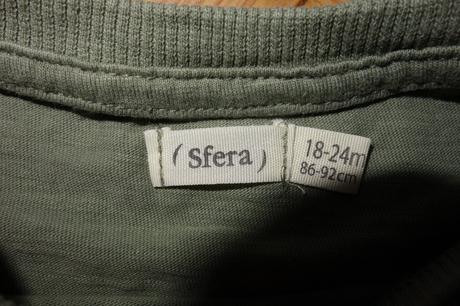 ( Sfera )
18-24m
86-92cm